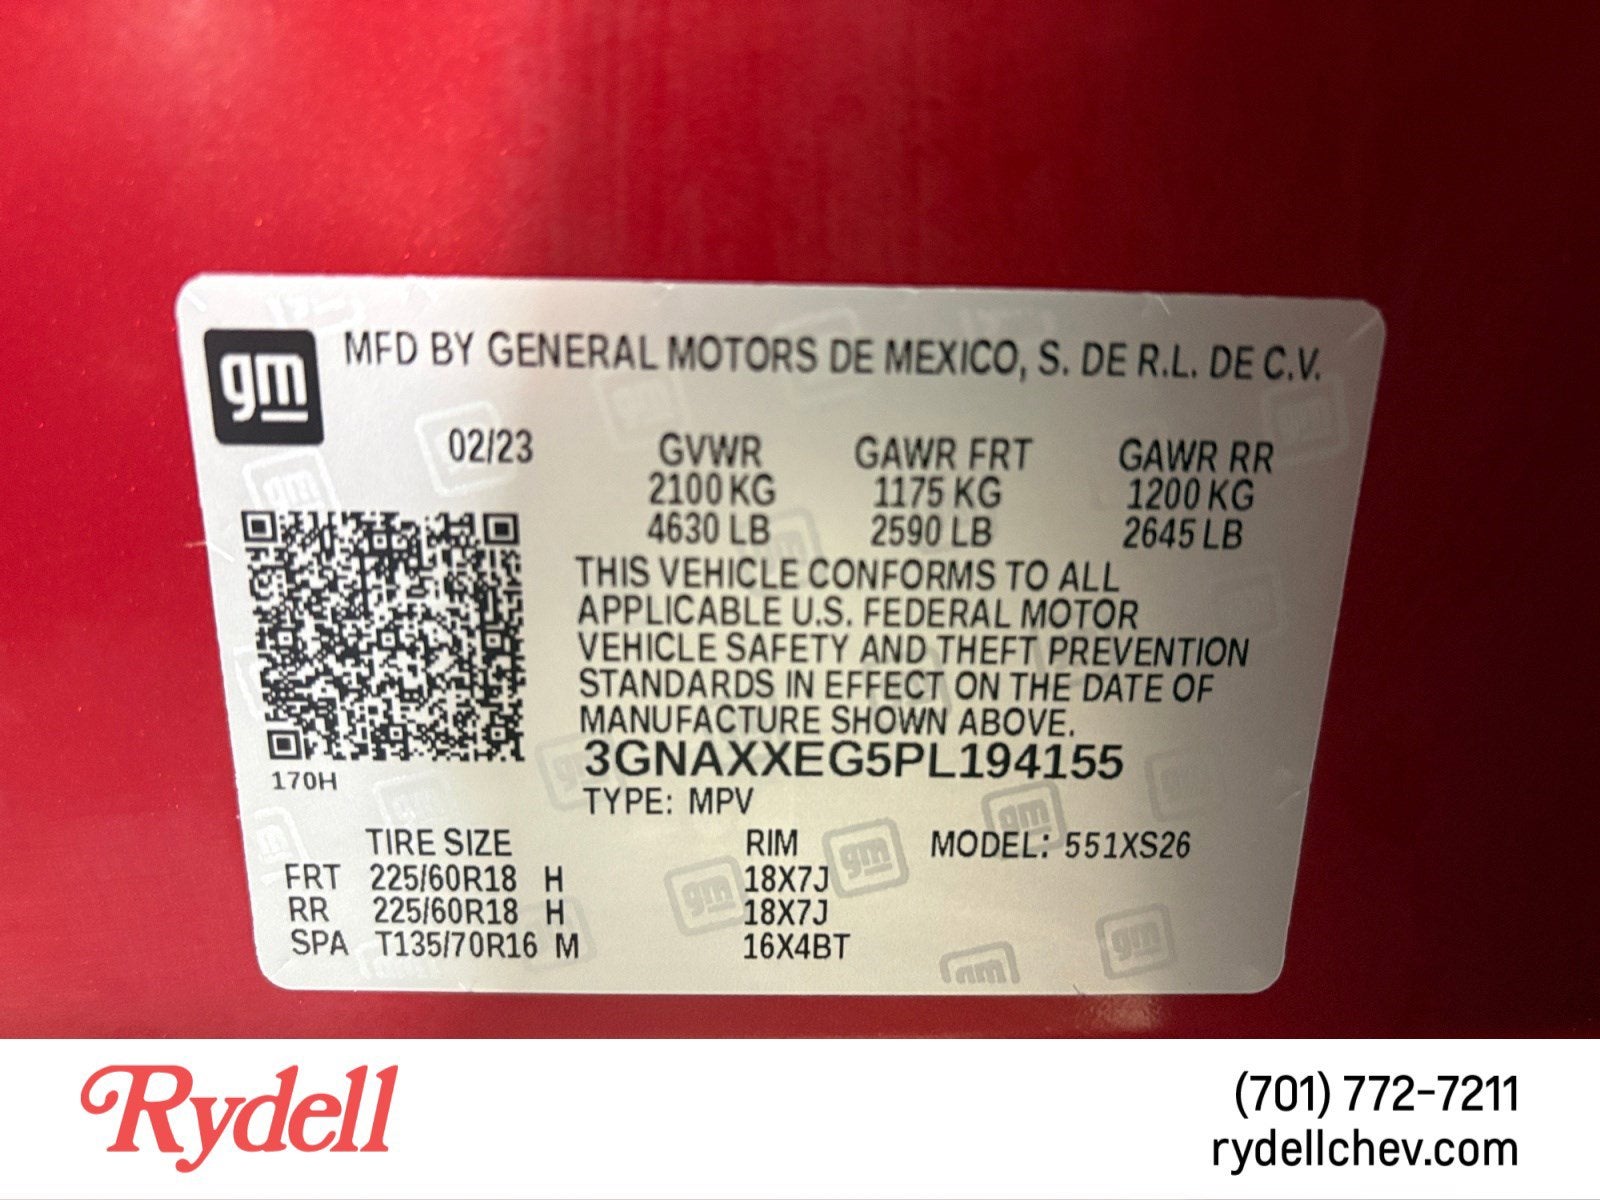 gm
MFD BY GENERAL MOTORS DE MEXICO, S. DE R.L. DE C.V.
02/23 GVWR GAWR FRT GAWR RR
2100 KG 1175 KG 1200 KG
4630 LB 2590 LB 2645 LB
THIS VEHICLE CONFORMS TO ALL
APPLICABLE U.S. FEDERAL MOTOR
VEHICLE SAFETY AND THEFT PREVENTION
STANDARDS IN EFFECT ON THE DATE OF
MANUFACTURE SHOWN ABOVE.
3GNAXXEG5PL194155
170H
TYPE: MPV
TIRE SIZE RIM MODEL: 551XS26
FRT 225/60R18 H 18X7J
RR 225/60R18 H 18X7J
SPA T135/70R16 M 16X4BT
Rydell
(701) 772-7211
rydellchev.com